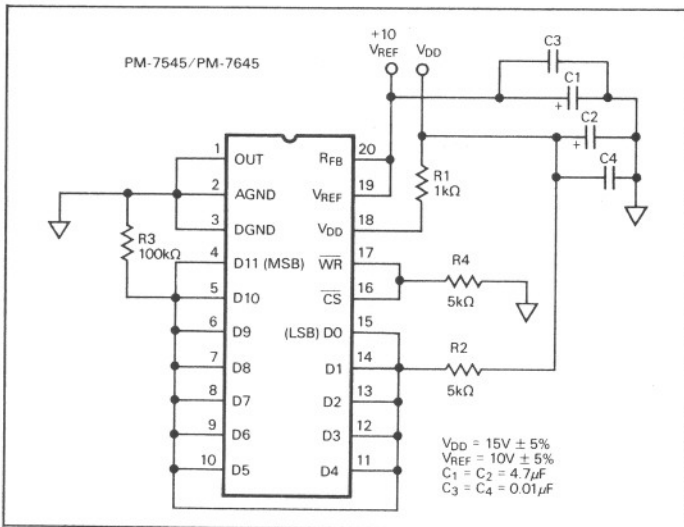 PM-7545/PM-7645
+10
VREF
VDD
C3
C1
+
C2
+
C4
R1
1kΩ
1
OUT
RFB
20
2
AGND
VREF
19
3
DGND
VDD
18
R3
100kΩ
4
D11 (MSB)
WR
17
R4
5kΩ
5
D10
CS
16
6
D9
(LSB) D0
15
7
D8
D1
14
R2
5kΩ
8
D7
D2
13
9
D6
D3
12
10
D5
D4
11
VDD = 15V ± 5%
VREF = 10V ± 5%
C1 = C2 = 4.7µF
C3 = C4 = 0.01µF